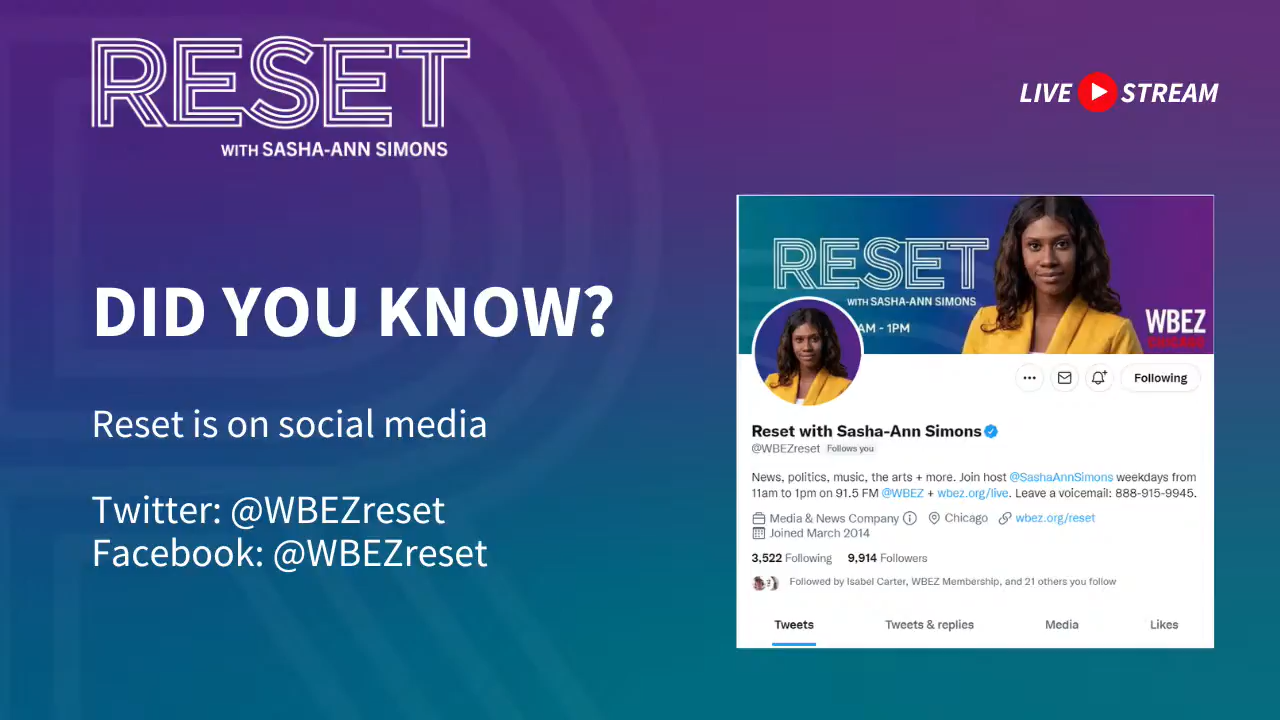 RESET
WITH SASHA-ANN SIMONS
LIVE STREAM
DID YOU KNOW?
Reset is on social media
Twitter: @WBEZreset
Facebook: @WBEZreset
RESET
WITH SASHA-ANN SIMONS
AM - 1PM
WBEZ
CHICAGO
Following
Reset with Sasha-Ann Simons
@WBEZreset Follows you
News, politics, music, the arts + more. Join host @SashaAnnSimons weekdays from
11am to 1pm on 91.5 FM @WBEZ + wbez.org/live. Leave a voicemail: 888-915-9945.
Media & News Company Chicago wbez.org/reset
Joined March 2014
3,522 Following 9,914 Followers
Followed by Isabel Carter, WBEZ Membership, and 21 others you follow
Tweets Tweets & replies Media Likes